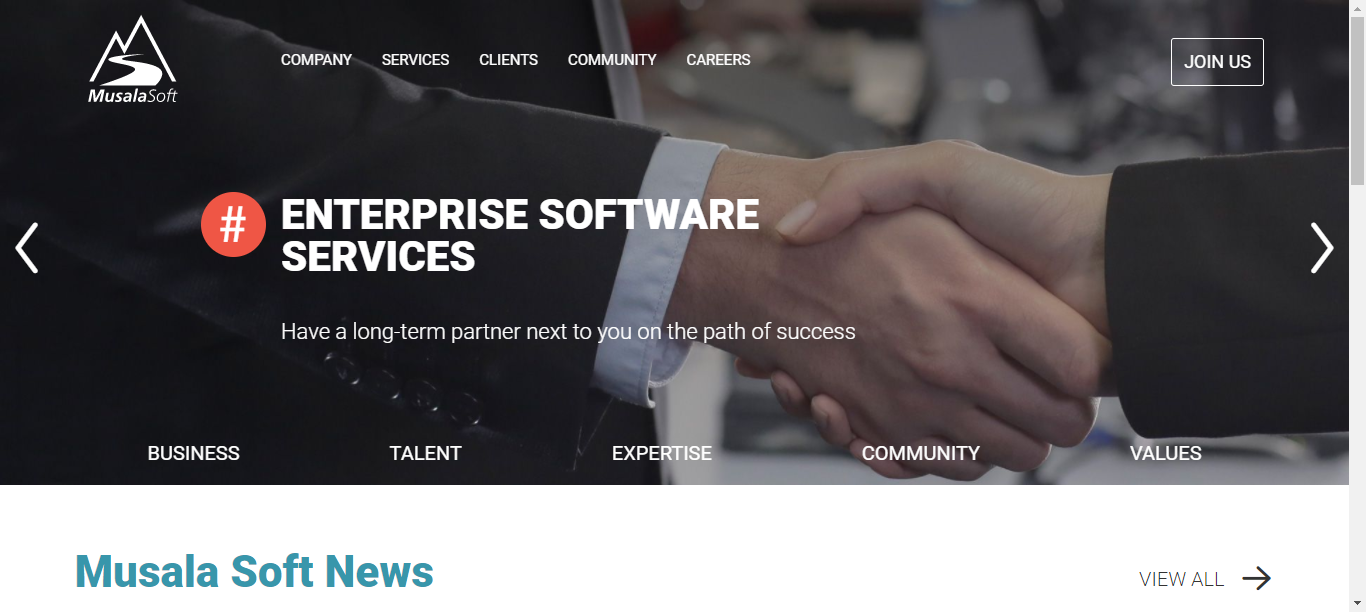 COMPANY SERVICES CLIENTS COMMUNITY CAREERS
JOIN US
MusalaSoft
# ENTERPRISE SOFTWARE
SERVICES
Have a long-term partner next to you on the path of success
BUSINESS TALENT EXPERTISE COMMUNITY VALUES
Musala Soft News
VIEW ALL